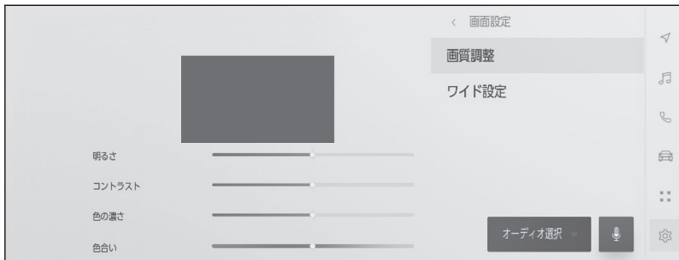 画面設定
画質調整
ワイド設定
明るさ
コントラスト
色の濃さ
色合い
オーディオ選択